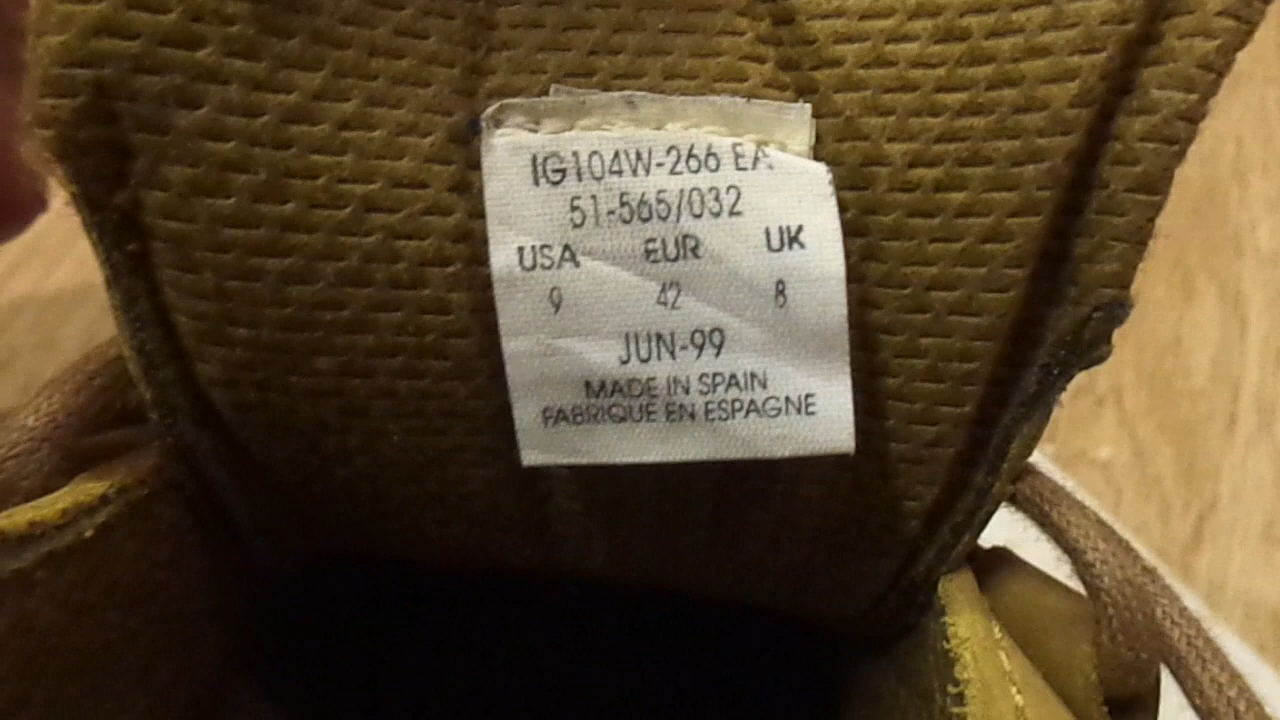 IG104W-266 EA
51-565/032
USA EUR UK
9 42 8
JUN-99
MADE IN SPAIN
FABRIQUE EN ESPAGNE